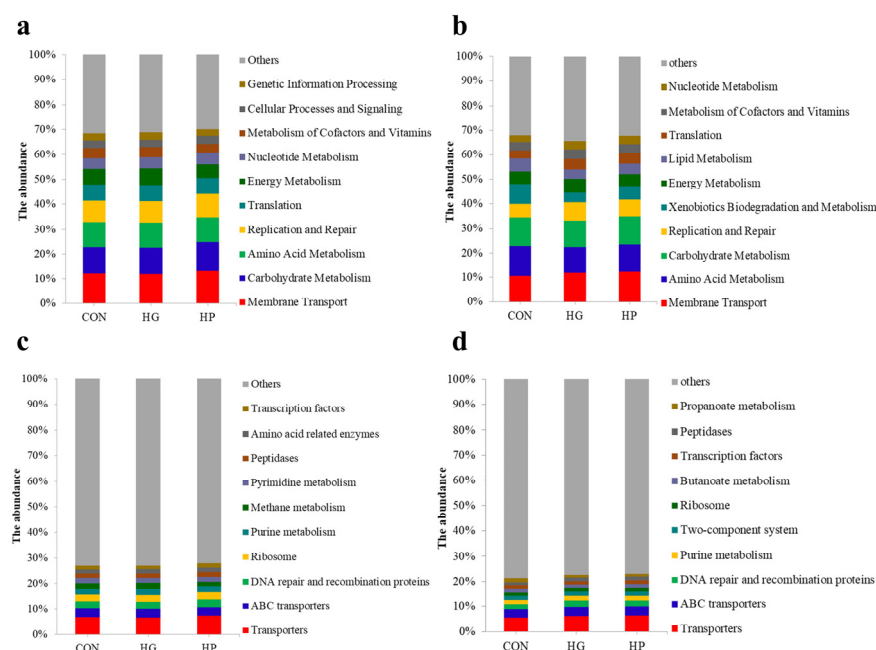 a
100%
90%
80%
70%
60%
50%
40%
30%
20%
10%
0%
The abundance
CON HG HP
Others
Genetic Information Processing
Cellular Processes and Signaling
Metabolism of Cofactors and Vitamins
Nucleotide Metabolism
Energy Metabolism
Translation
Replication and Repair
Amino Acid Metabolism
Carbohydrate Metabolism
Membrane Transport
b
100%
90%
80%
70%
60%
50%
40%
30%
20%
10%
0%
The abundance
CON HG HP
others
Nucleotide Metabolism
Metabolism of Cofactors and Vitamins
Translation
Lipid Metabolism
Energy Metabolism
Xenobiotics Biodegradation and Metabolism
Replication and Repair
Carbohydrate Metabolism
Amino Acid Metabolism
Membrane Transport
c
100%
90%
80%
70%
60%
50%
40%
30%
20%
10%
0%
The abundance
CON HG HP
Others
Transcription factors
Amino acid related enzymes
Peptidases
Pyrimidine metabolism
Methane metabolism
Purine metabolism
Ribosome
DNA repair and recombination proteins
ABC transporters
Transporters
d
100%
90%
80%
70%
60%
50%
40%
30%
20%
10%
0%
The abundance
CON HG HP
others
Propanoate metabolism
Peptidases
Transcription factors
Butanoate metabolism
Ribosome
Two-component system
Purine metabolism
DNA repair and recombination proteins
ABC transporters
Transporters